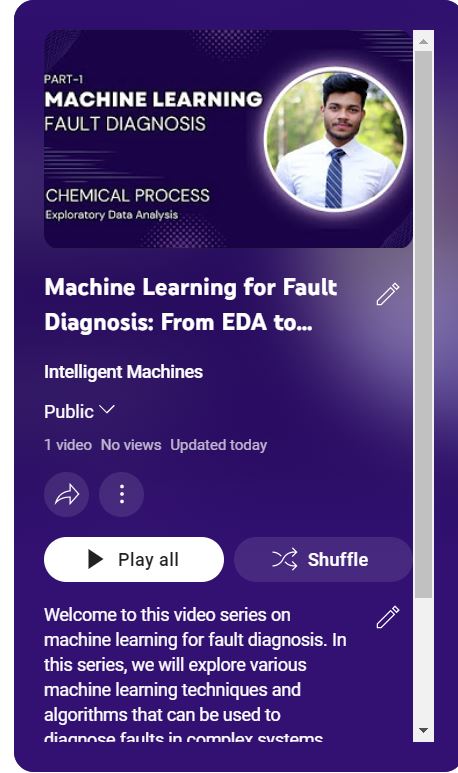 PART-1
MACHINE LEARNING
FAULT DIAGNOSIS
CHEMICAL PROCESS
Exploratory Data Analysis
Machine Learning for Fault
Diagnosis: From EDA to...
Intelligent Machines
Public
1 video No views Updated today
Play all
Shuffle
Welcome to this video series on
machine learning for fault diagnosis. In
this series, we will explore various
machine learning techniques and
algorithms that can be used to
diagnose faults in complex systems